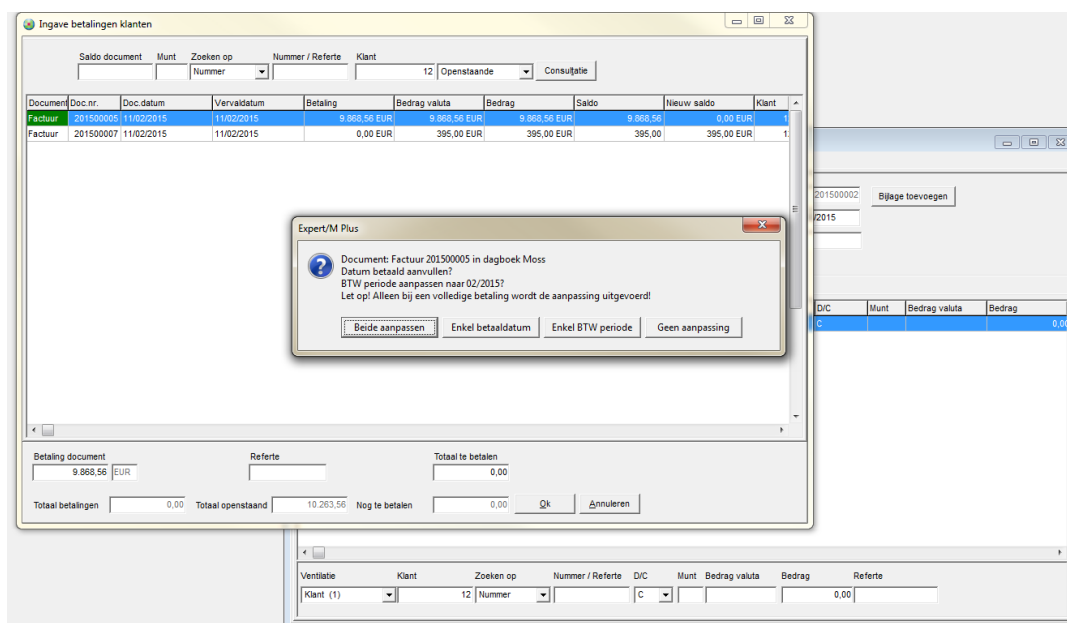 Ingave betalingen klanten
Saldo document Munt Zoeken op Nummer / Referte Klant
Nummer 12 Openstaande Consultatie
Document Doc.nr. Doc.datum Vervaldatum Betaling Bedrag valuta Bedrag Saldo Nieuw saldo Klant
Factuur 201500005 11/02/2015 11/02/2015 9.868,56 EUR 9.868,56 EUR 9.868,56 EUR 9.868,56 0,00 EUR
Factuur 201500007 11/02/2015 11/02/2015 0,00 EUR 395,00 EUR 395,00 EUR 395,00 395,00 EUR
Expert/M Plus
Document: Factuur 201500005 in dagboek Moss
Datum betaald aanvullen?
BTW periode aanpassen naar 02/2015?
Let op! Alleen bij een volledige betaling wordt de aanpassing uitgevoerd!
Beide aanpassen Enkel betaaldatum Enkel BTW periode Geen aanpassing
Betaling document Referte Totaal te betalen
9.868,56 EUR 0,00
Totaal betalingen 0,00 Totaal openstaand 10.263,56 Nog te betalen 0,00 Ok Annuleren
201500002 Bijlage toevoegen
/2015
D/C Munt Bedrag valuta Bedrag
C 0,00
Ventilatie Klant Zoeken op Nummer / Referte D/C Munt Bedrag valuta Bedrag Referte
Klant (1) 12 Nummer C 0,00